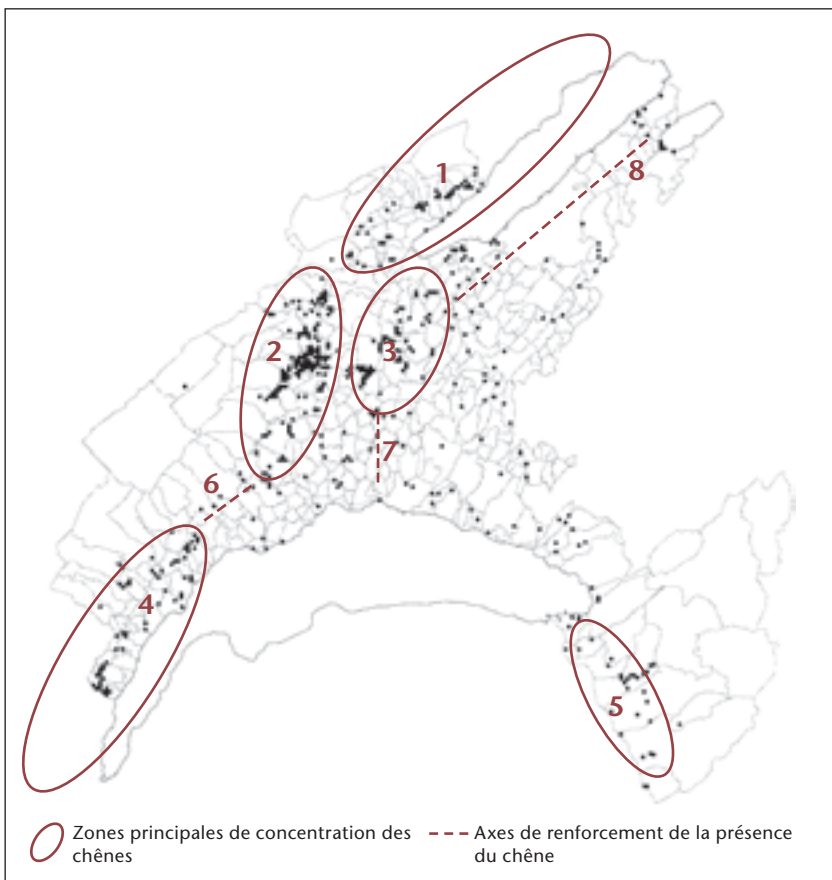 1
8
2
3
7
6
4
5
Zones principales de concentration des
chênes
Axes de renforcement de la présence
du chêne